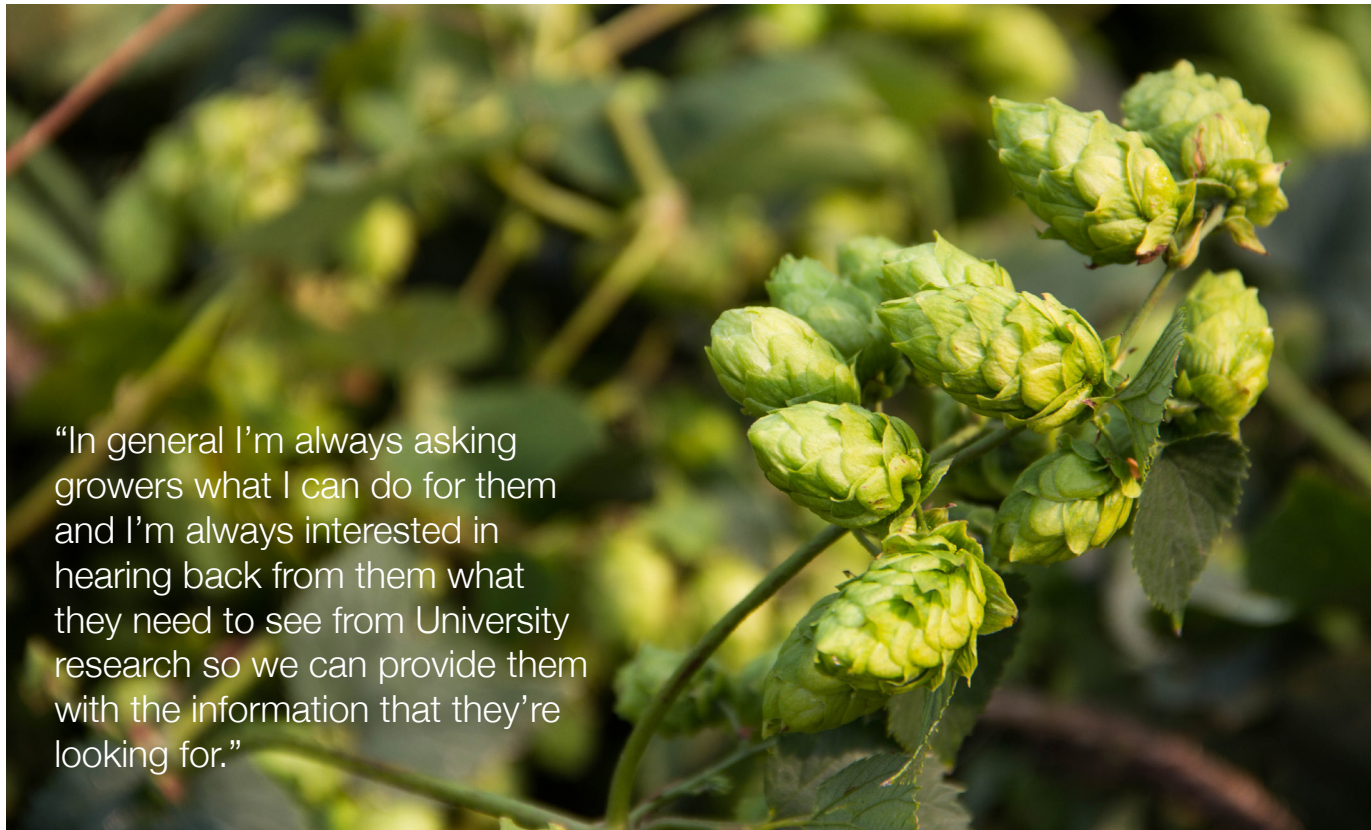 “In general I’m always asking
growers what I can do for them
and I’m always interested in
hearing back from them what
they need to see from University
research so we can provide them
with the information that they’re
looking for.”